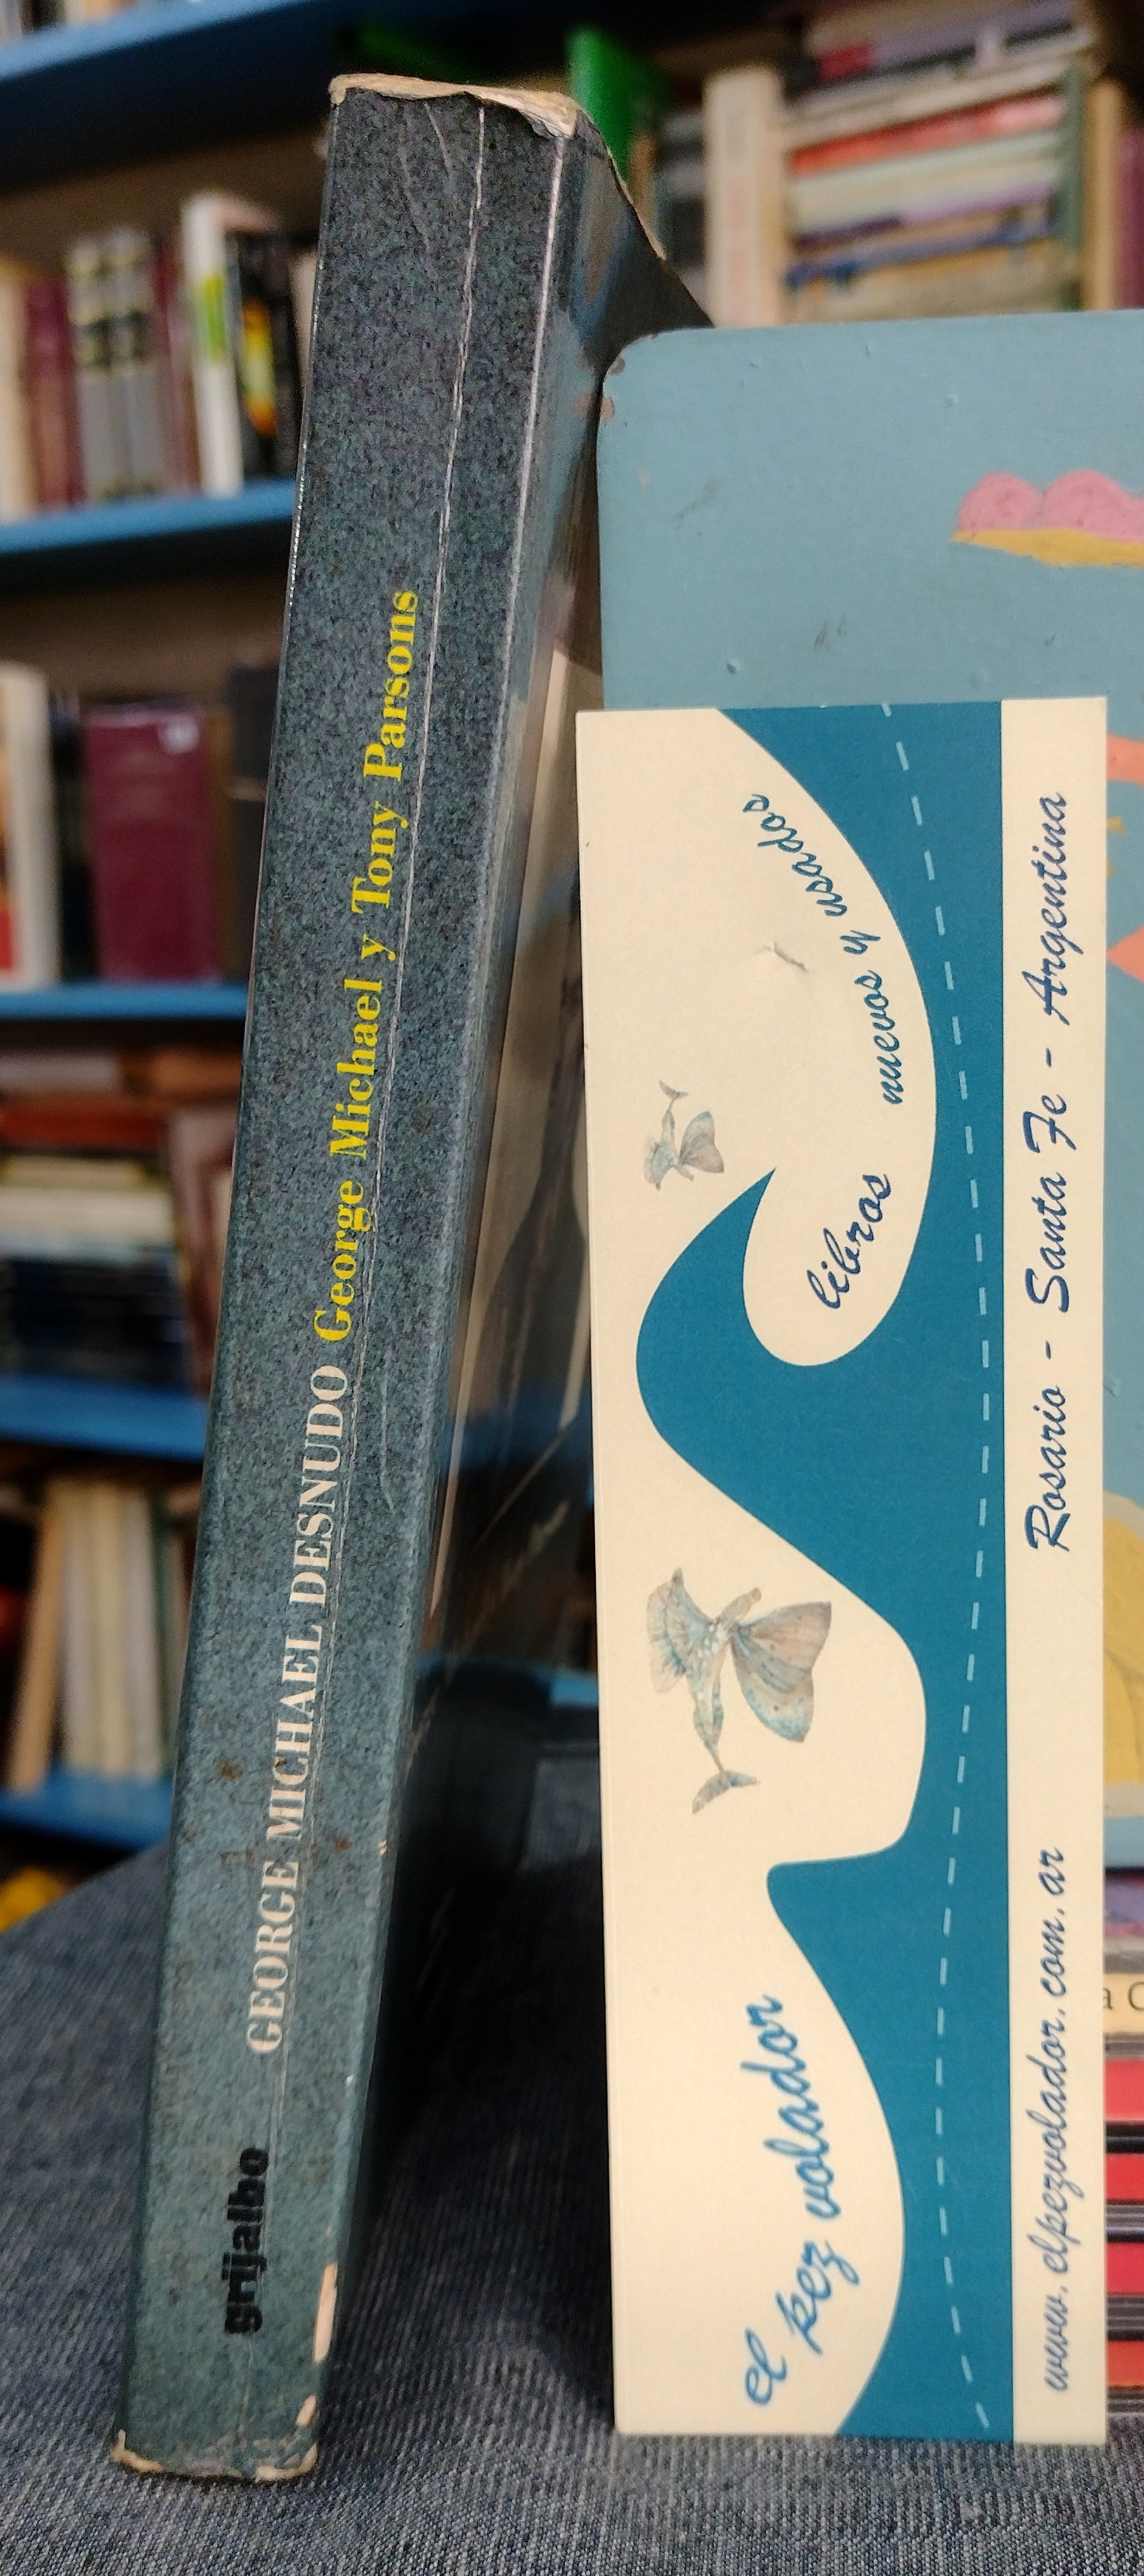 grijalbo
GEORGE MICHAEL DESNUDO George Michael y Tony Parsons
el pez volador
libros nuevos y usados
www.elpezvolador.com.ar
Rosario - Santa Fe - Argentina